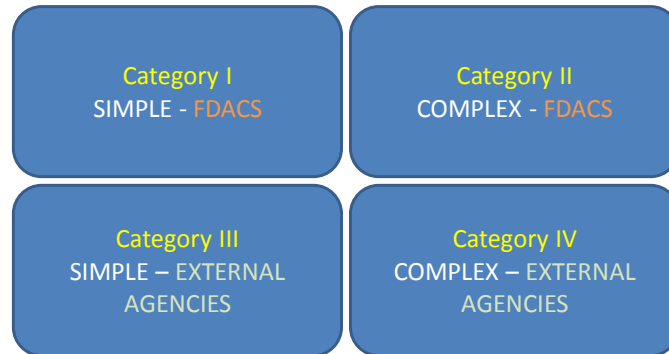 Category I
SIMPLE - FDACS
Category II
COMPLEX - FDACS
Category III
SIMPLE – EXTERNAL
AGENCIES
Category IV
COMPLEX – EXTERNAL
AGENCIES